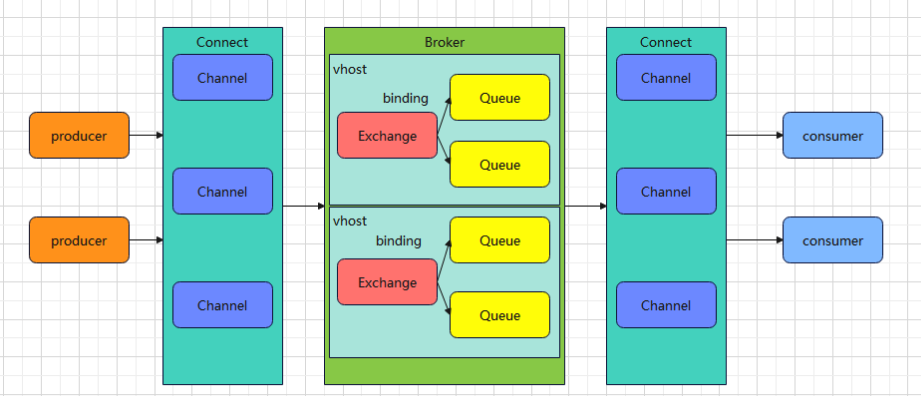 Connect
Channel
Channel
Channel
producer
producer
Broker
vhost
binding
Exchange
Queue
Queue
vhost
binding
Exchange
Queue
Queue
Connect
Channel
Channel
Channel
consumer
consumer